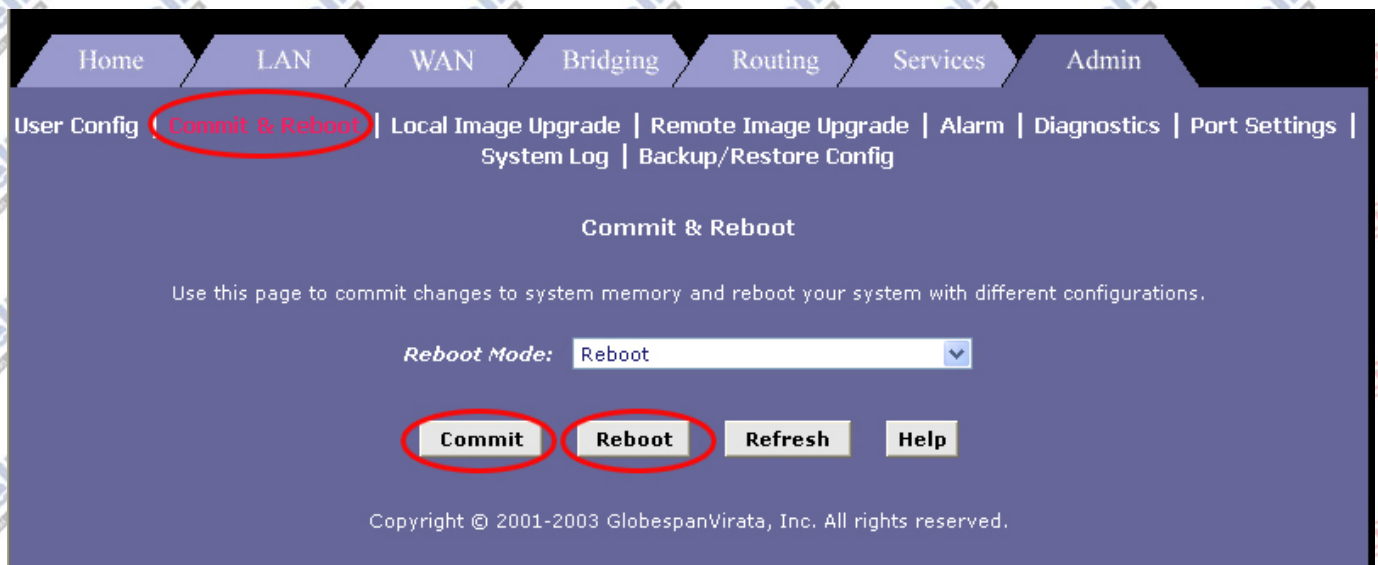 Home LAN WAN Bridging Routing Services Admin
User Config | Commit & Reboot | Local Image Upgrade | Remote Image Upgrade | Alarm | Diagnostics | Port Settings |
System Log | Backup/Restore Config
Commit & Reboot
Use this page to commit changes to system memory and reboot your system with different configurations.
Reboot Mode: Reboot
Commit Reboot Refresh Help
Copyright © 2001-2003 GlobespanVirata, Inc. All rights reserved.